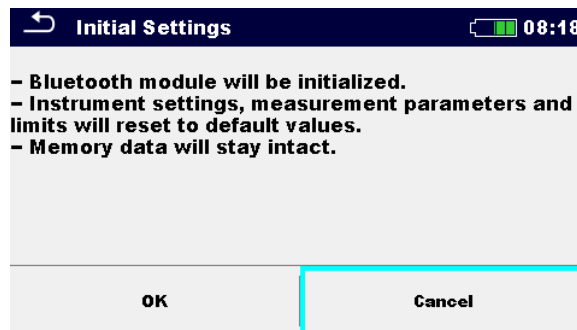 Initial Settings
08:18
– Bluetooth module will be initialized.
– Instrument settings, measurement parameters and
limits will reset to default values.
– Memory data will stay intact.
OK
Cancel